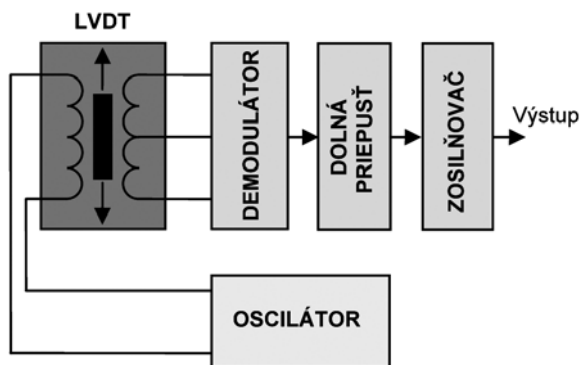 LVDT
DEMODULÁTOR
DOLNÁ
PRIEPUSŤ
ZOSILŇOVAČ
Výstup
OSCILÁTOR